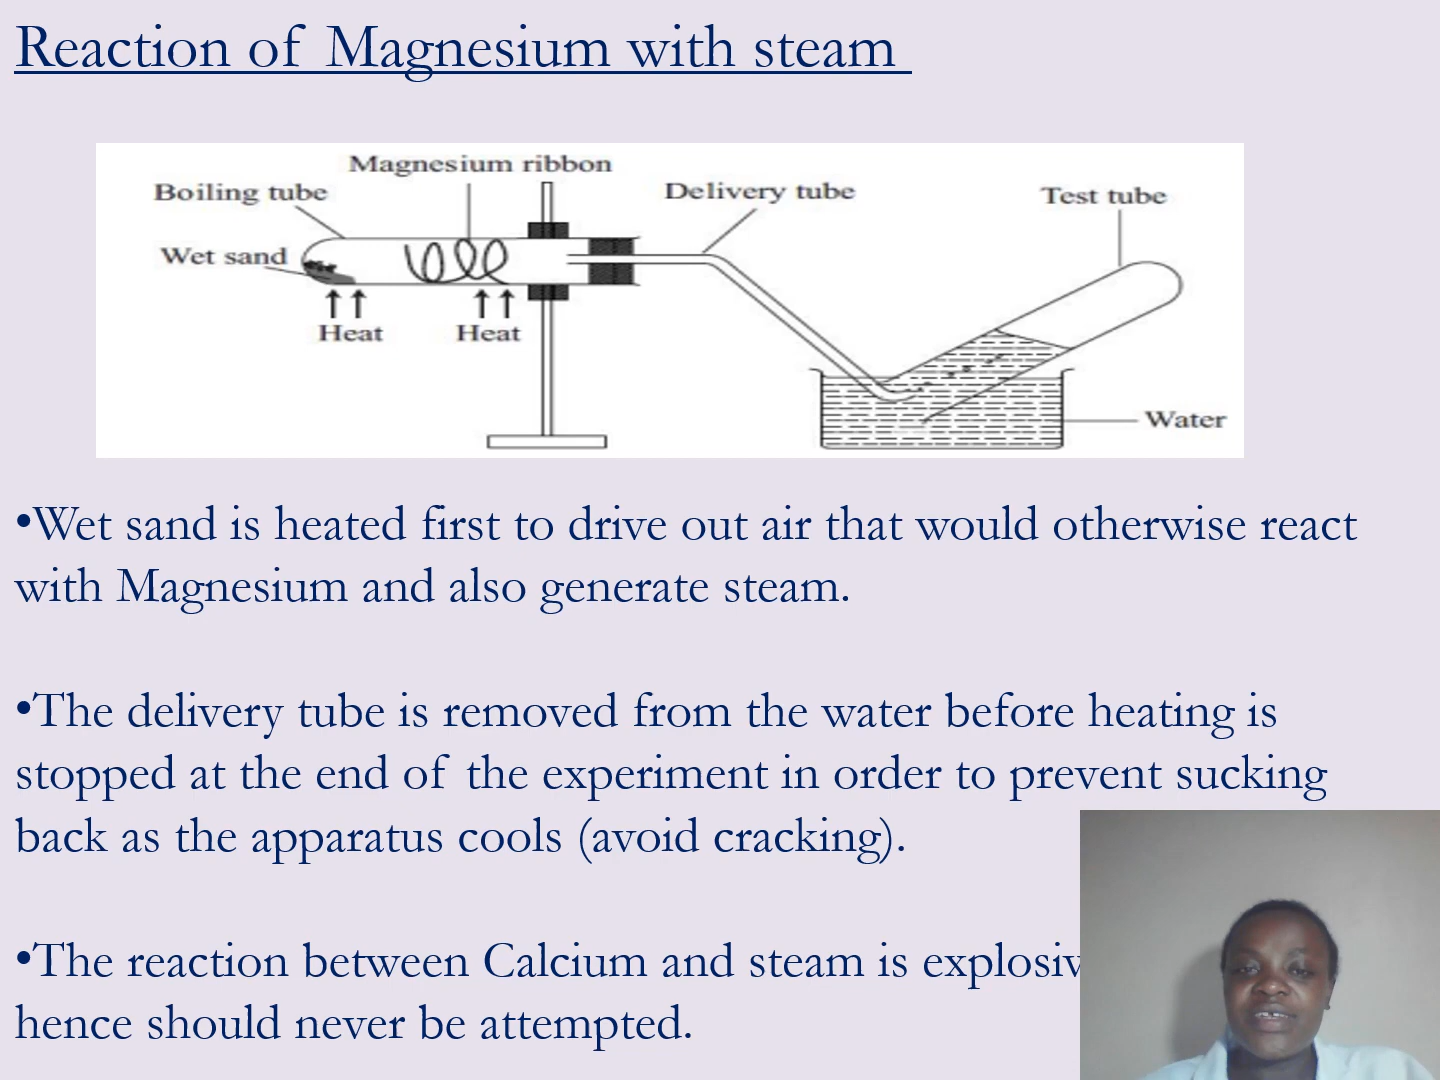 Reaction of Magnesium with steam
Magnesium ribbon
Boiling tube
Delivery tube
Test tube
Wet sand
Heat
Heat
Water
•Wet sand is heated first to drive out air that would otherwise react
with Magnesium and also generate steam.
•The delivery tube is removed from the water before heating is
stopped at the end of the experiment in order to prevent sucking
back as the apparatus cools (avoid cracking).
•The reaction between Calcium and steam is
hence should never be attempted.